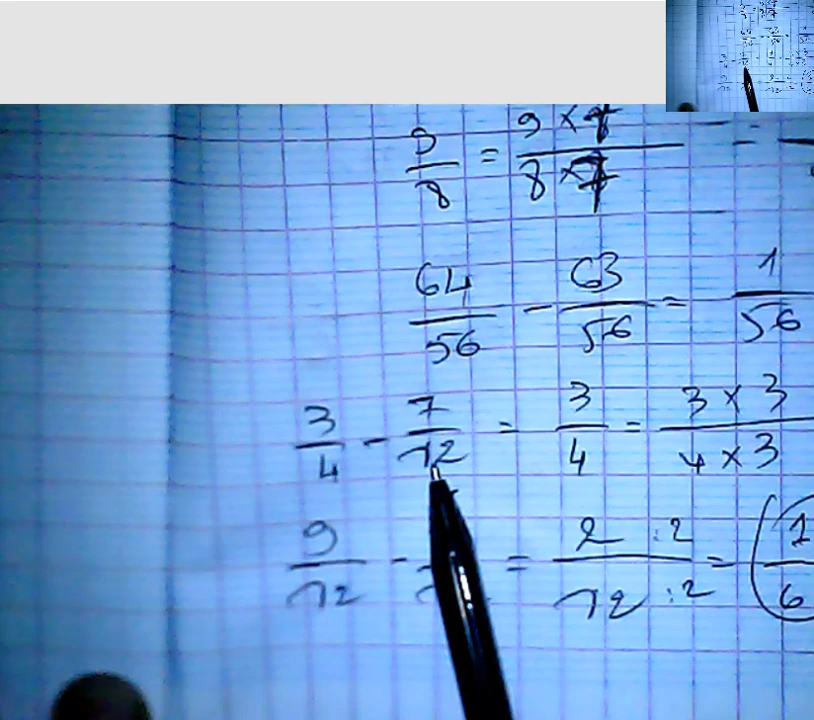 9/8 = 9 × 7 / 8 × 7 =
64/56 - 63/56 = 1/56
3/4 - 7/12 = 3/4 = 3 × 3 / 4 × 3
9/12 - = 2 :2 / 12 :2 = 1/6